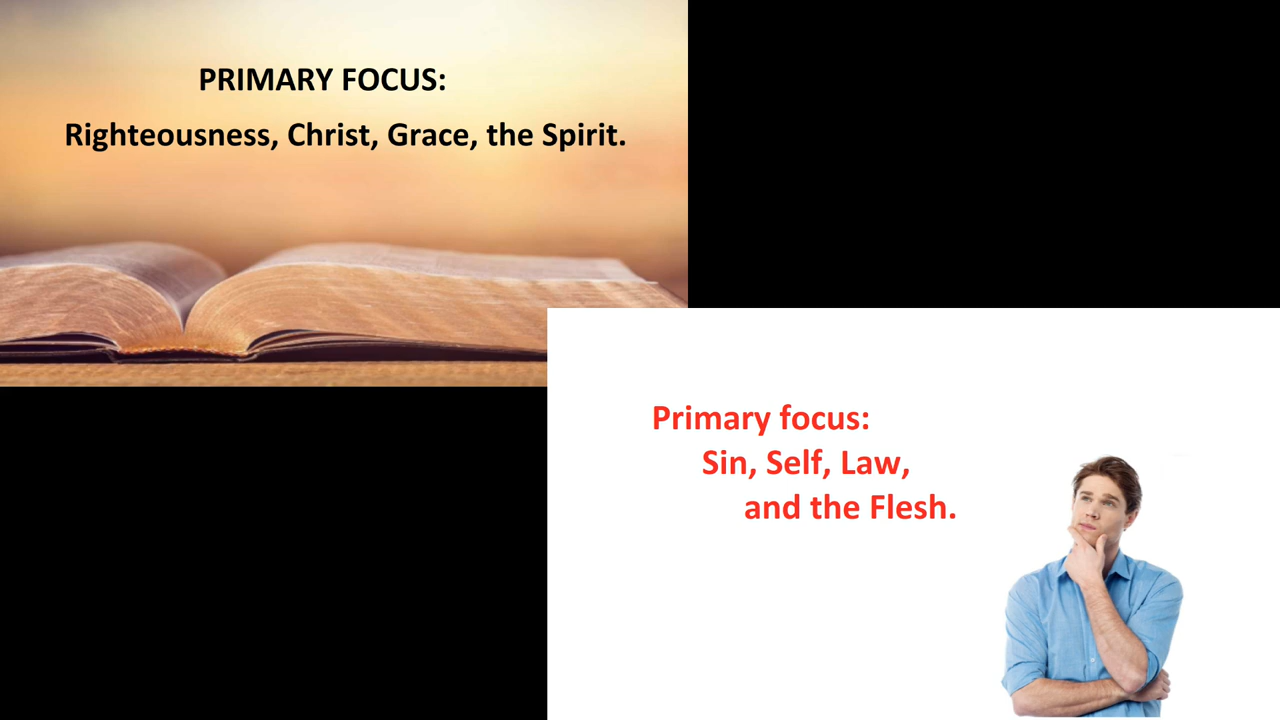 PRIMARY FOCUS:
Righteousness, Christ, Grace, the Spirit.
Primary focus:
Sin, Self, Law,
and the Flesh.